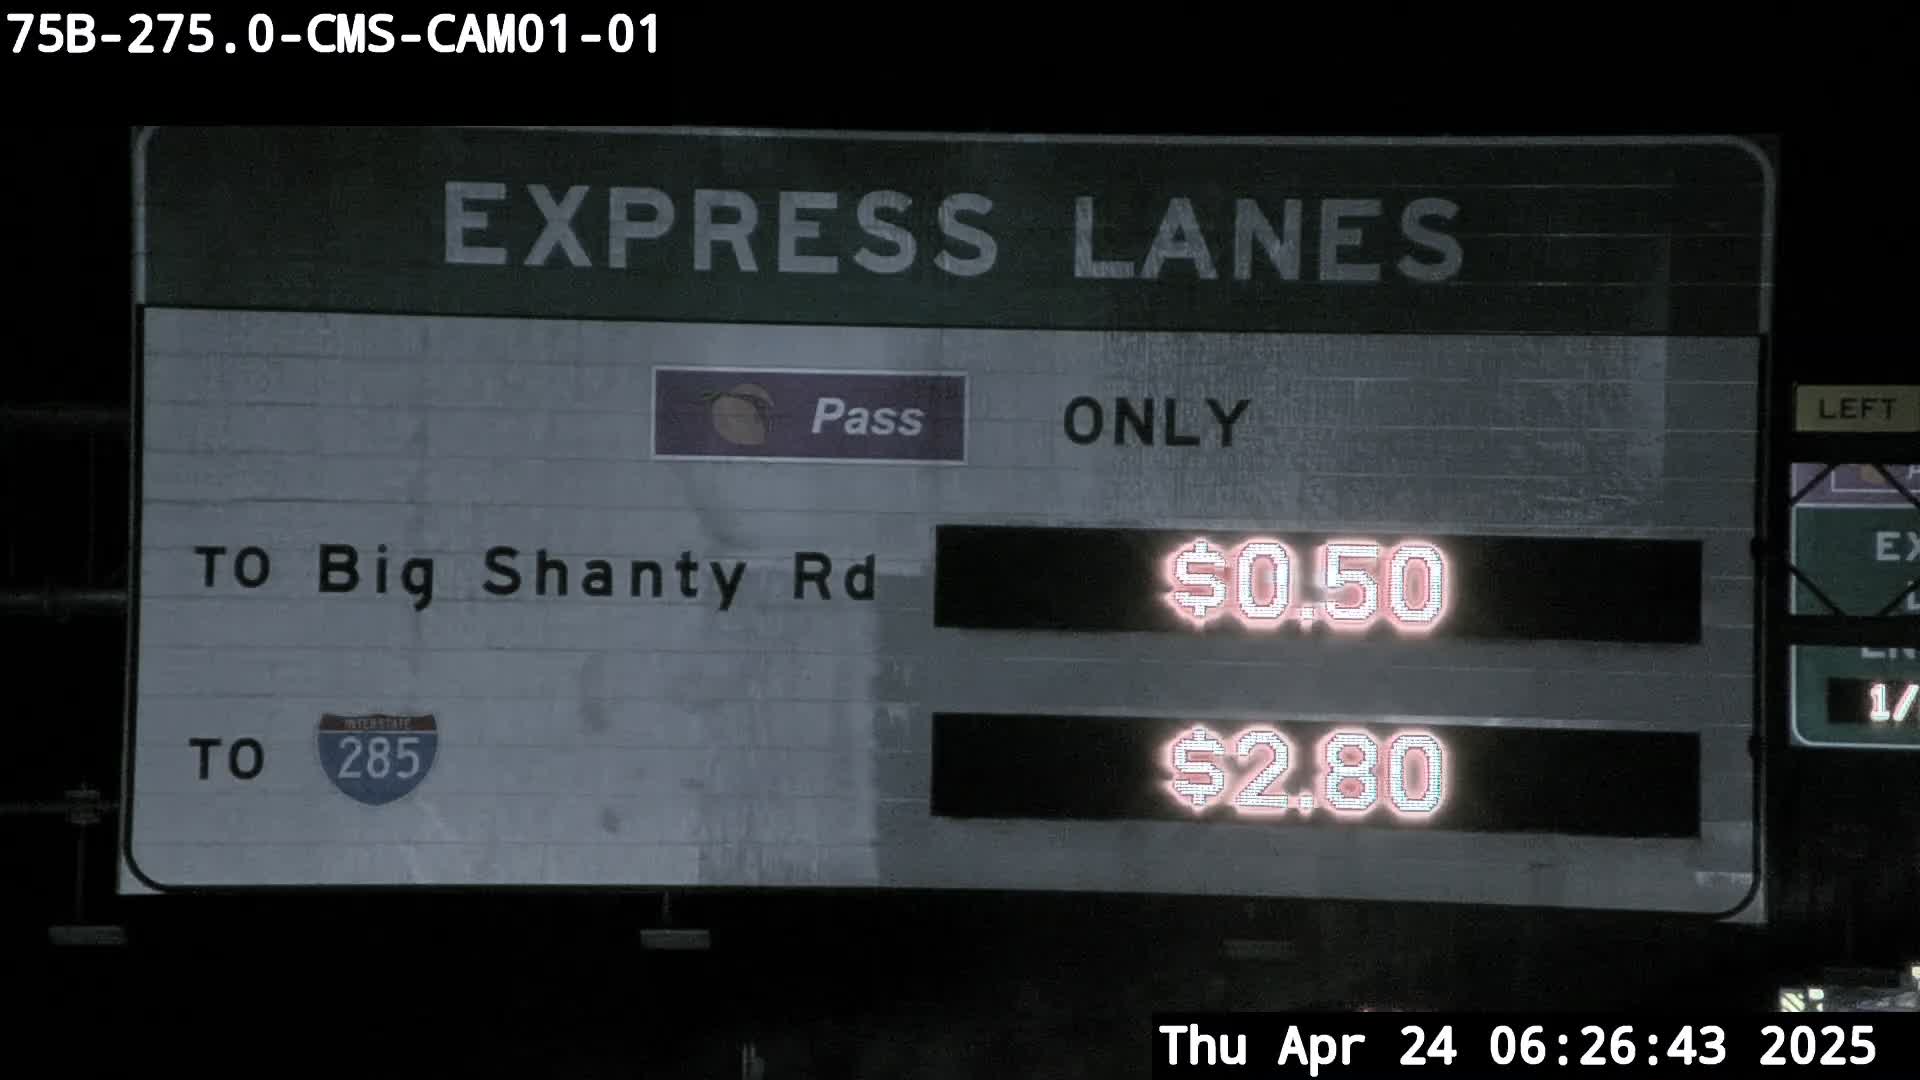 75B-275.0-CMS-CAM01-01
EXPRESS LANES
Pass ONLY
TO Big Shanty Rd $0.50
TO INTERSTATE 285 $2.80
LEFT
1/
Thu Apr 24 06:26:43 2025